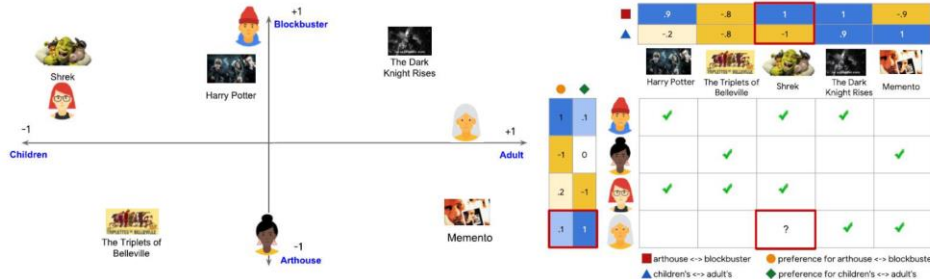 +1
Blockbuster
Shrek
Harry Potter
The Dark
Knight Rises
-1
+1
Children
Adult
The Triplets of
Belleville
-1
Arthouse
Memento
.9
-.8
1
1
-.9
-.2
-.8
-1
.9
1
Harry Potter
The Triplets of
Belleville
Shrek
The Dark
Knight Rises
Memento
1
.1
-1
0
.2
-1
.1
1
?
arthouse <-> blockbuster
preference for arthouse <-> blockbuste
children's <-> adult's
preference for children's <-> adult's